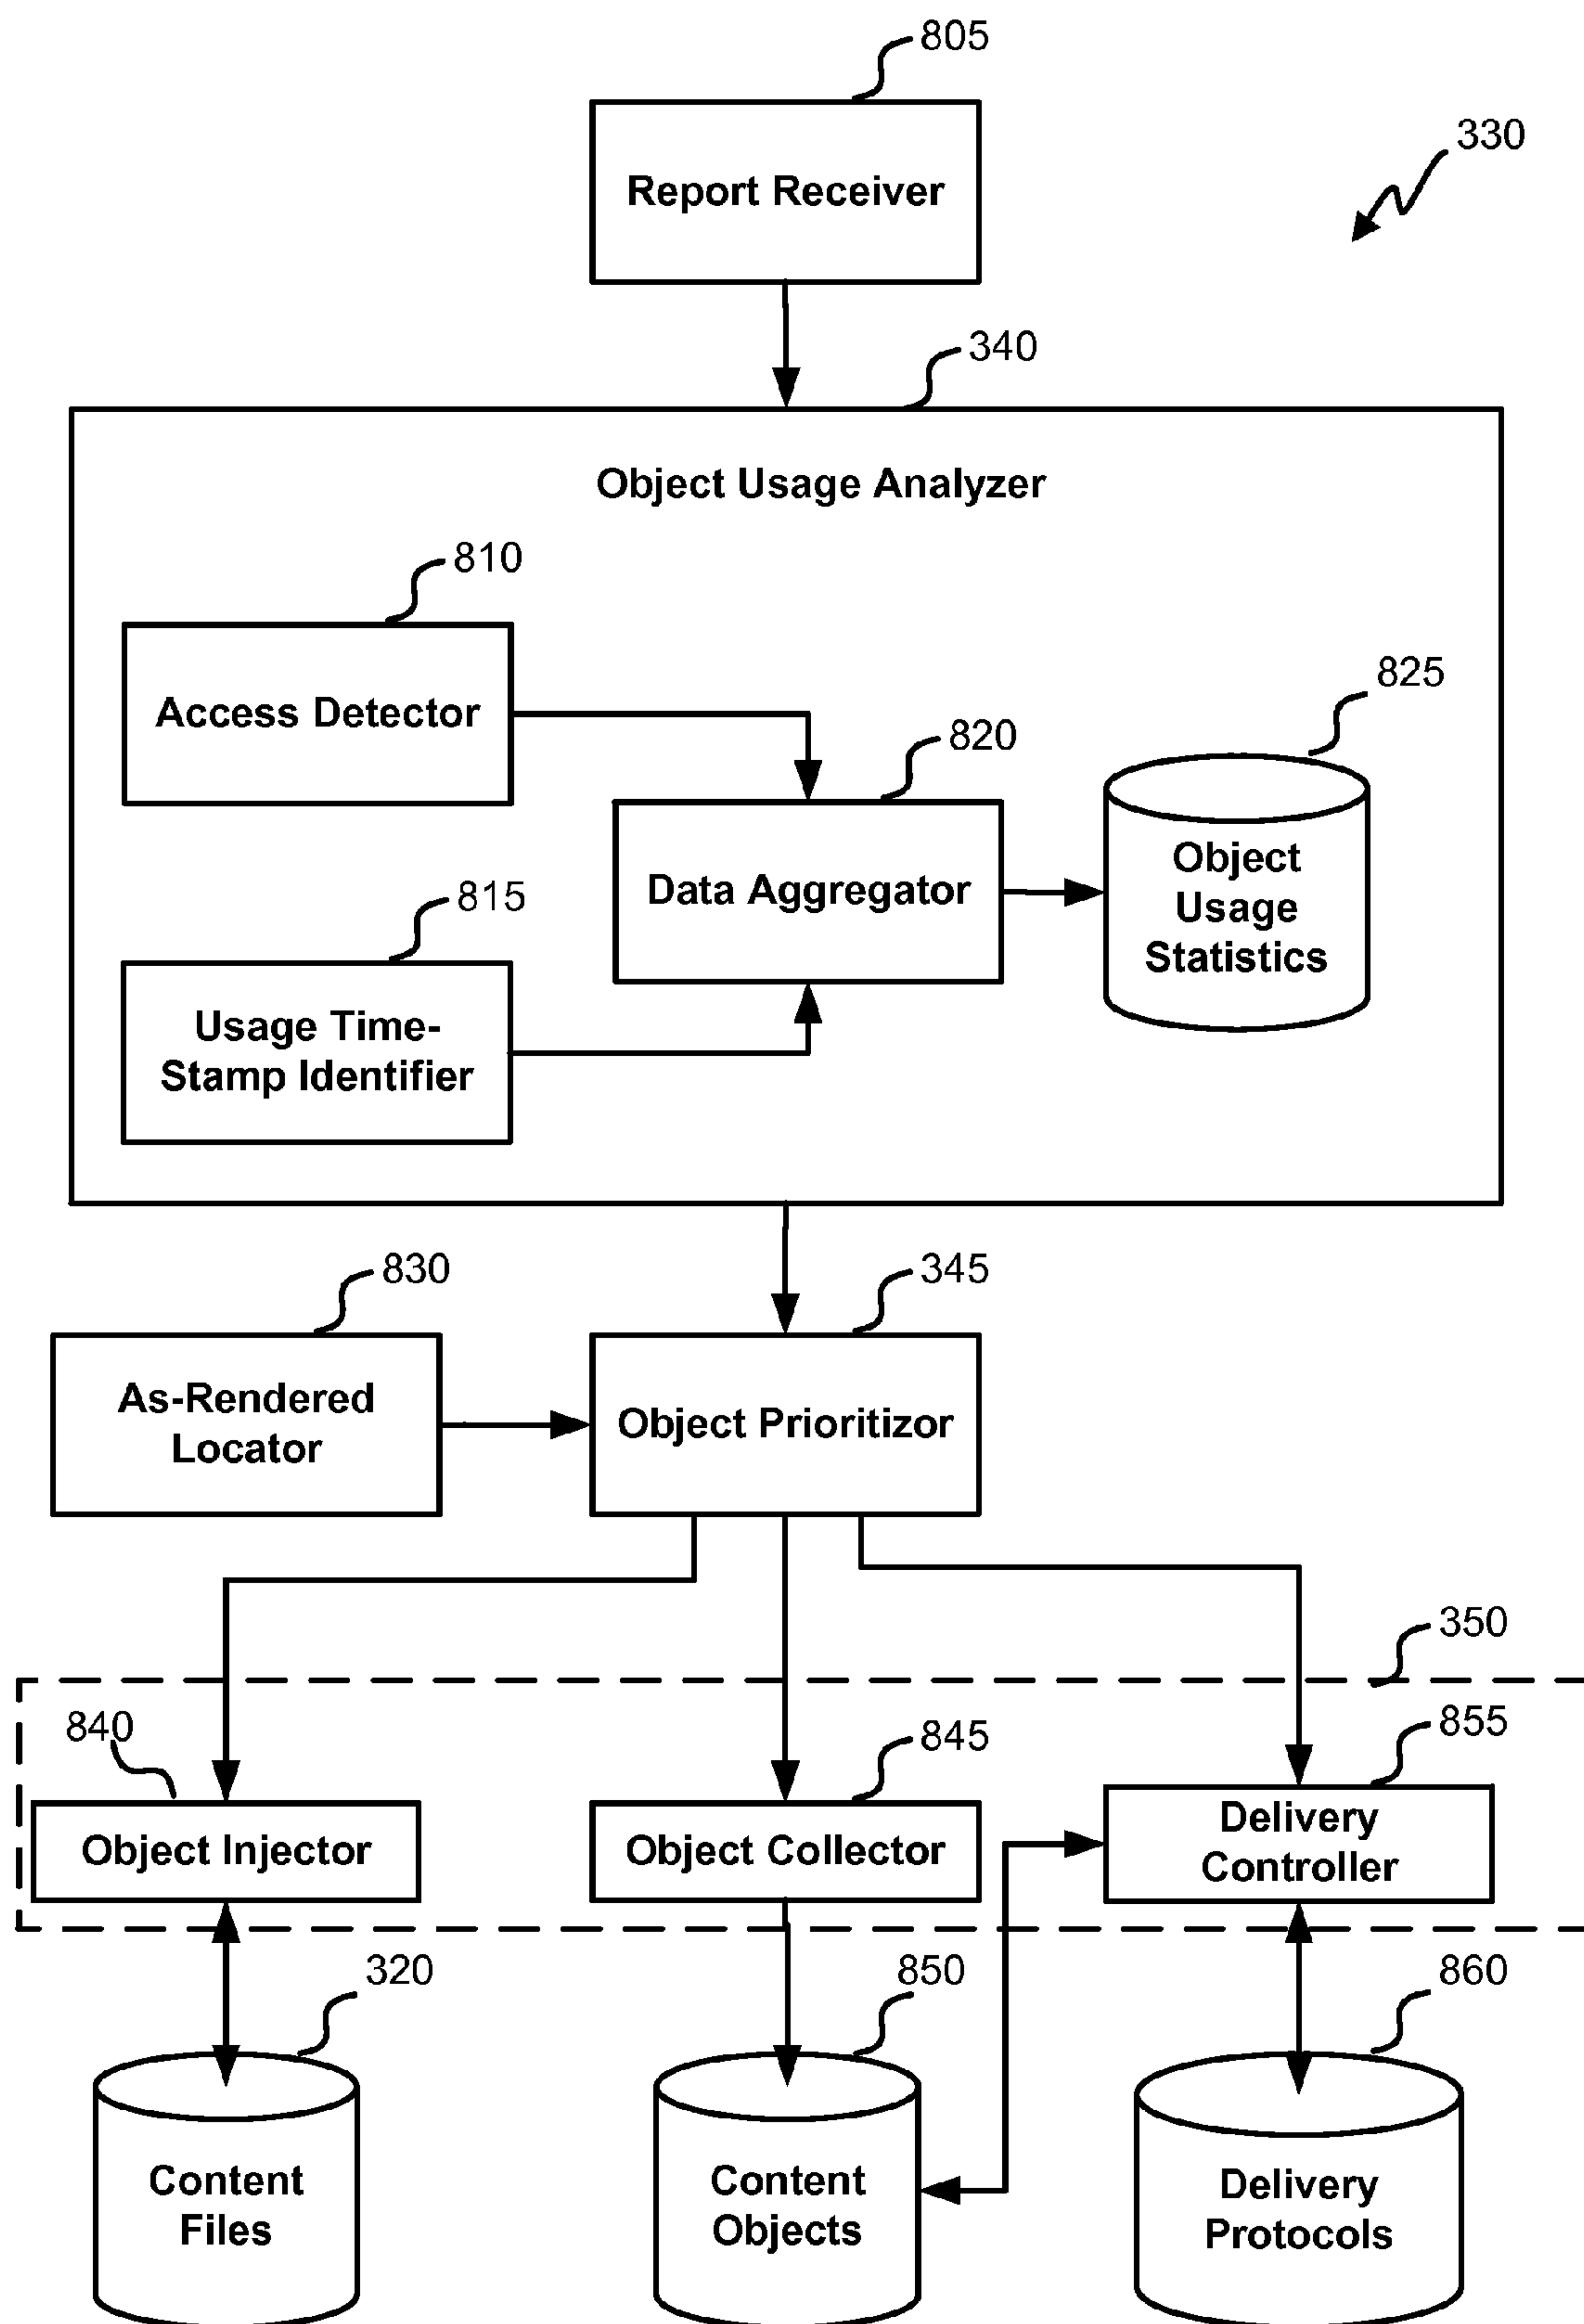 805
330
Report Receiver
340
Object Usage Analyzer
810
Access Detector
825
820
Object
Usage
Statistics
Data Aggregator
815
Usage Time-
Stamp Identifier
830
345
As-Rendered
Locator
Object Prioritizor
350
840
845
855
Object Injector
Object Collector
Delivery
Controller
320
850
860
Content
Files
Content
Objects
Delivery
Protocols